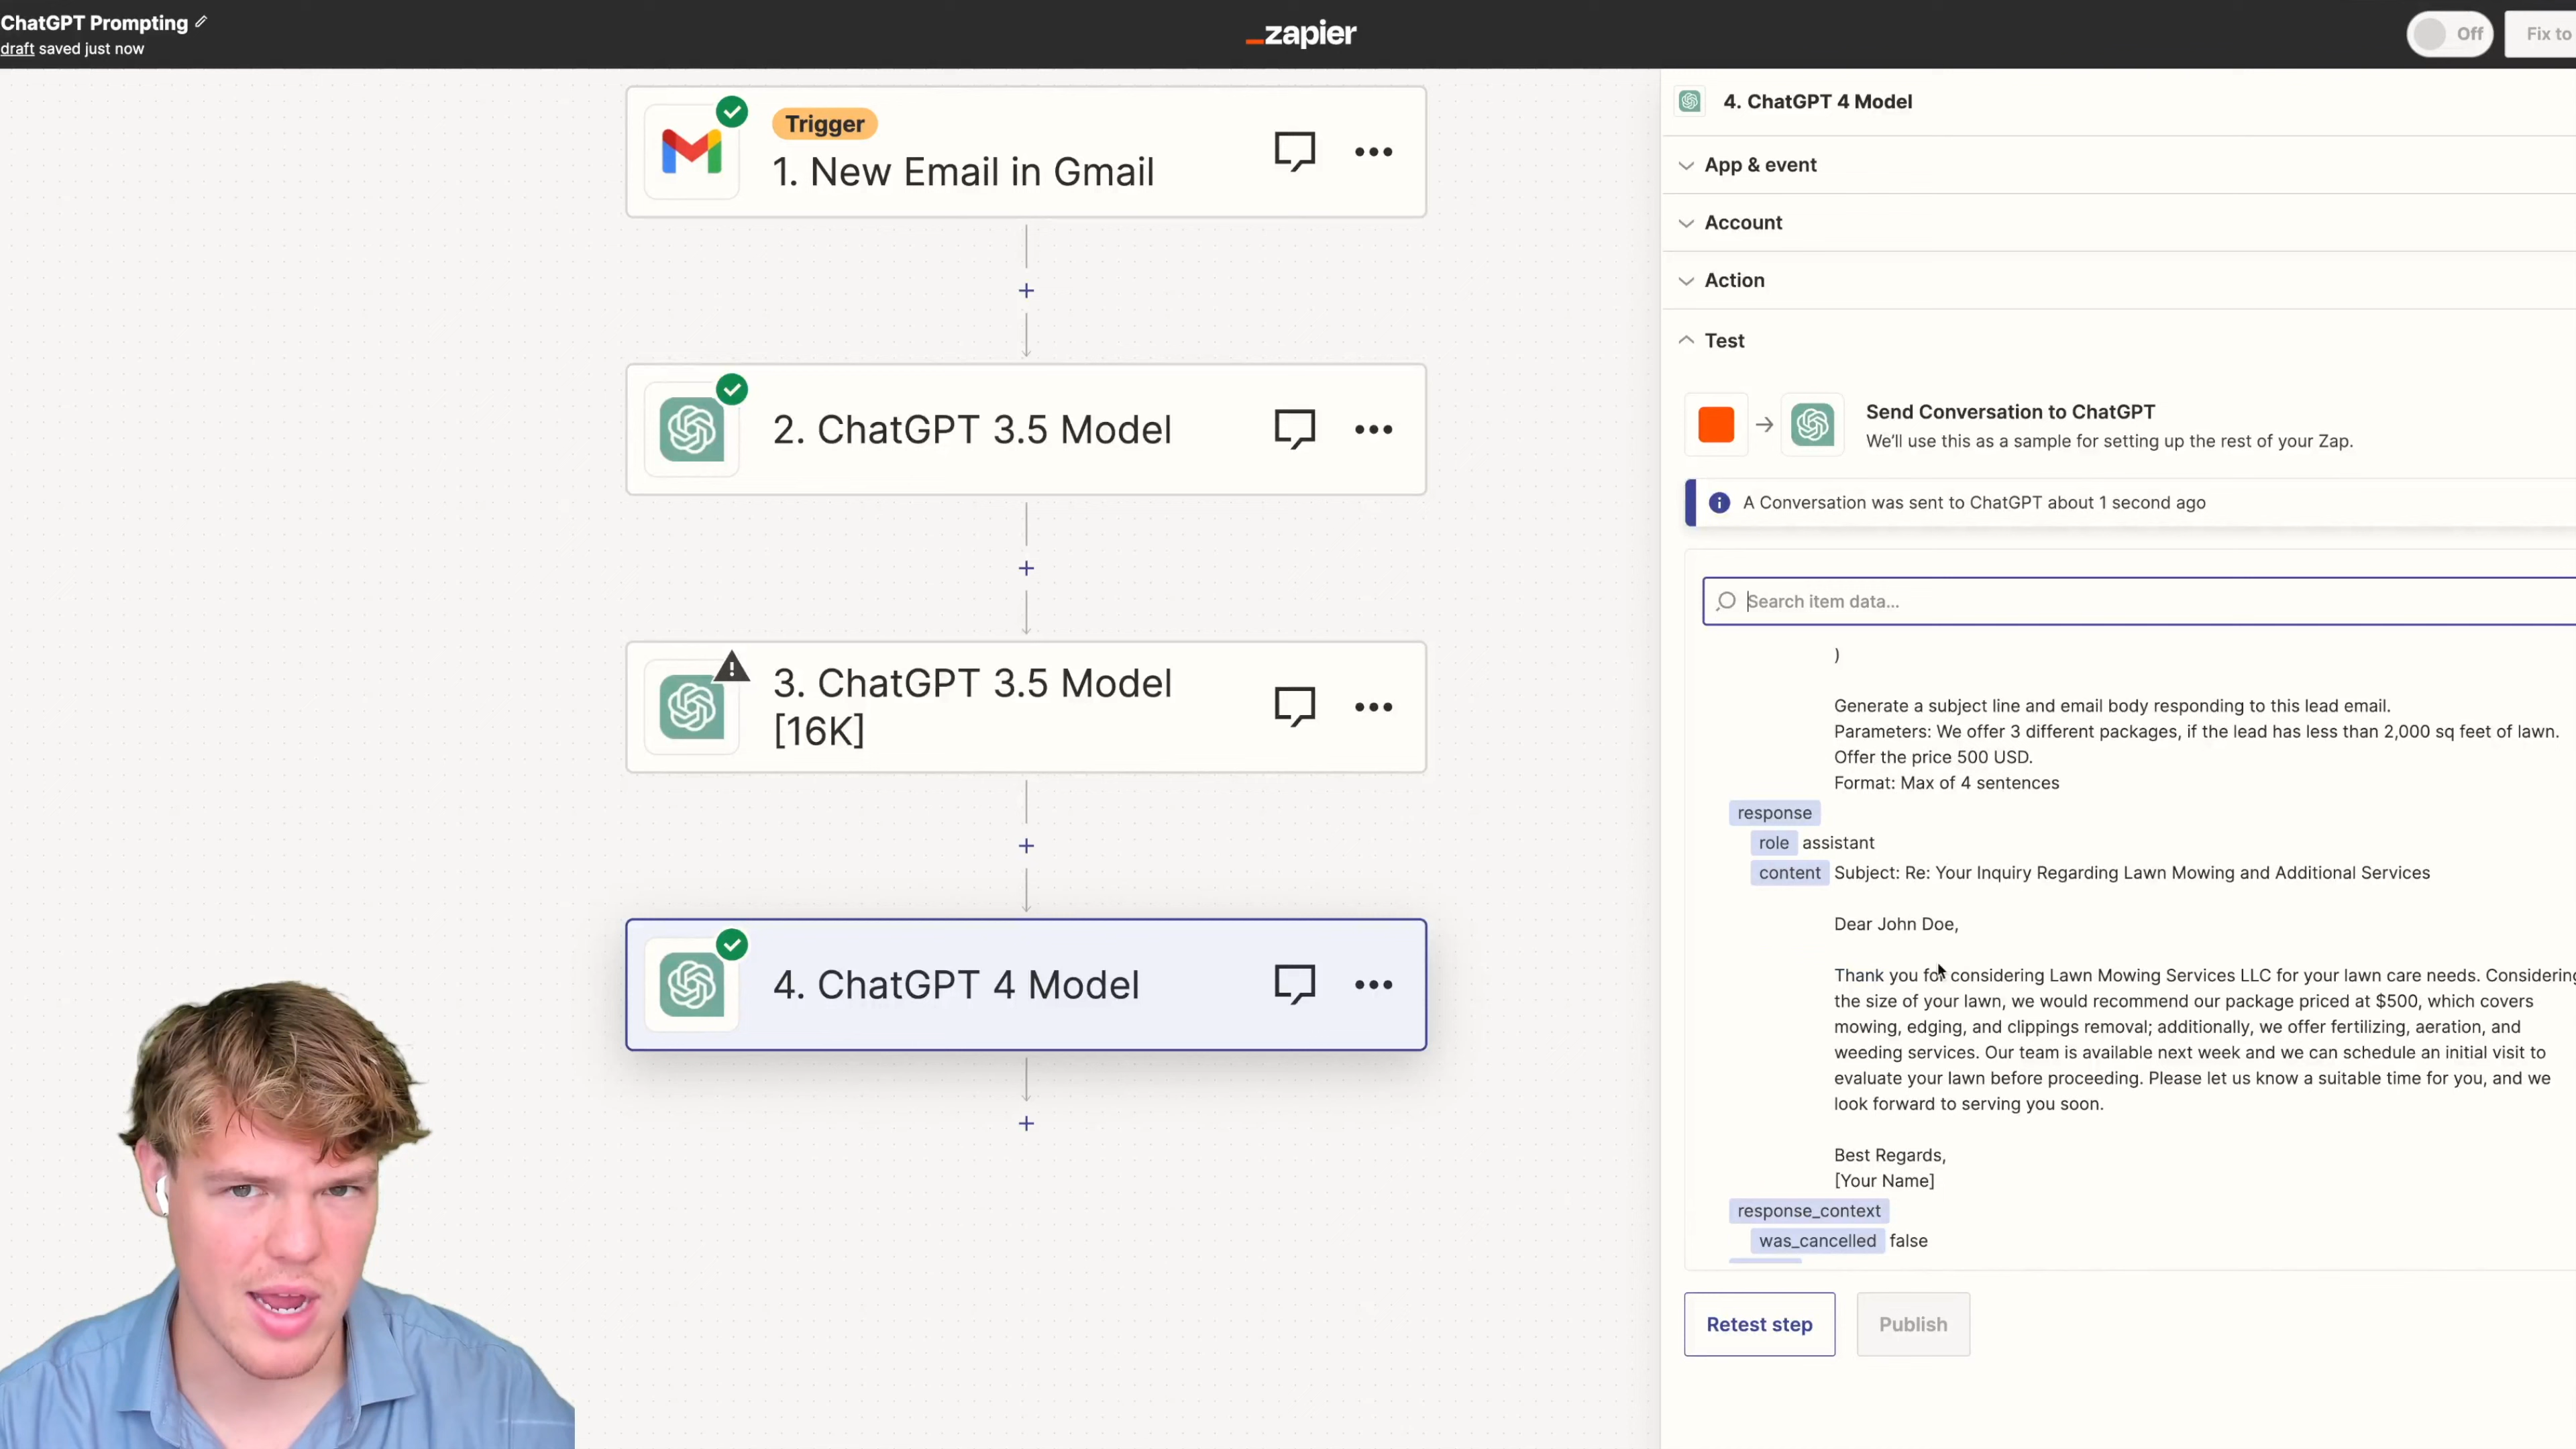 ChatGPT Prompting
draft saved just now
_zapier
Off
Fix to
Trigger
1. New Email in Gmail
2. ChatGPT 3.5 Model
3. ChatGPT 3.5 Model
[16K]
4. ChatGPT 4 Model
4. ChatGPT 4 Model
App & event
Account
Action
Test
Send Conversation to ChatGPT
We'll use this as a sample for setting up the rest of your Zap.
A Conversation was sent to ChatGPT about 1 second ago
Search item data...
)
Generate a subject line and email body responding to this lead email.
Parameters: We offer 3 different packages, if the lead has less than 2,000 sq feet of lawn.
Offer the price 500 USD.
Format: Max of 4 sentences
response
role assistant
content Subject: Re: Your Inquiry Regarding Lawn Mowing and Additional Services
Dear John Doe,
Thank you for considering Lawn Mowing Services LLC for your lawn care needs. Considering
the size of your lawn, we would recommend our package priced at $500, which covers
mowing, edging, and clippings removal; additionally, we offer fertilizing, aeration, and
weeding services. Our team is available next week and we can schedule an initial visit to
evaluate your lawn before proceeding. Please let us know a suitable time for you, and we
look forward to serving you soon.
Best Regards,
[Your Name]
response_context
was_cancelled false
Retest step
Publish